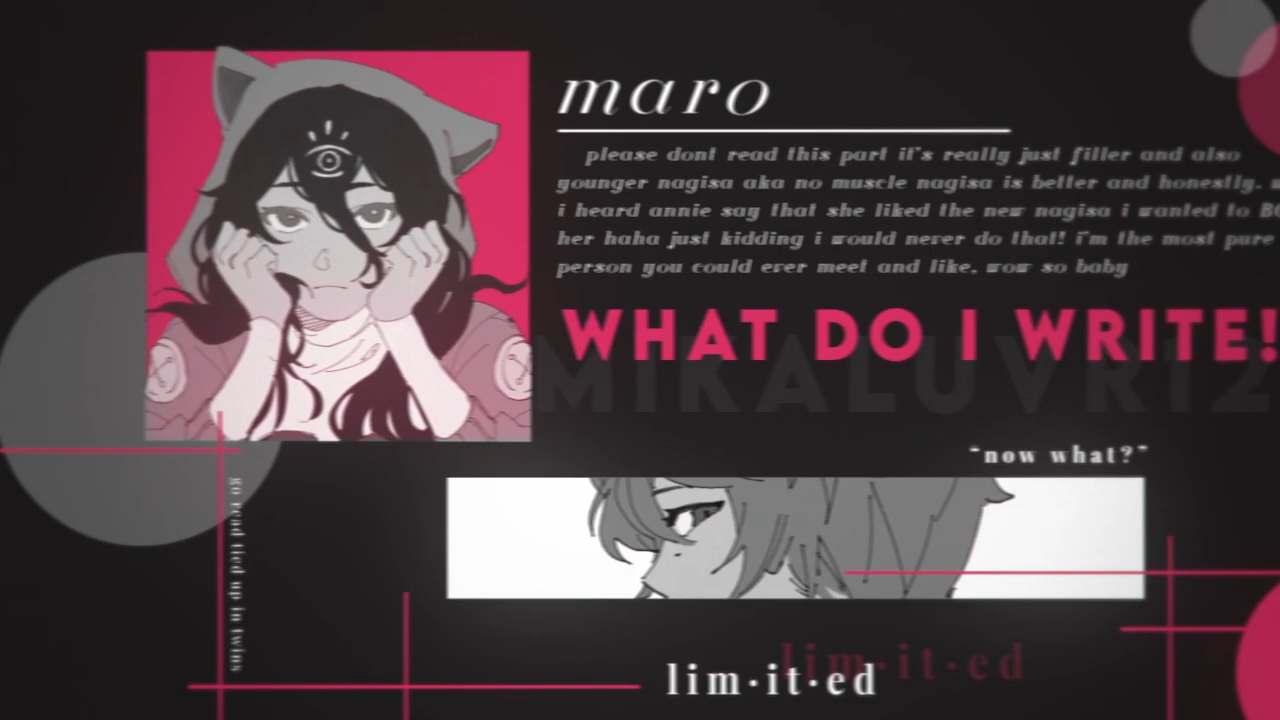 maro
please dont read this part it's really just filler and also
younger nagisa aka no muscle nagisa is better and honestly.
i heard annie say that she liked the new nagisa i wanted to
her haha just kidding i would never do that! i'm the most pure
person you could ever meet and like, wow so baby
WHAT DO I WRITE!
MIKALUVR12
"now what?"
go read tied up in twins
lim·it·ed
lim·it·ed